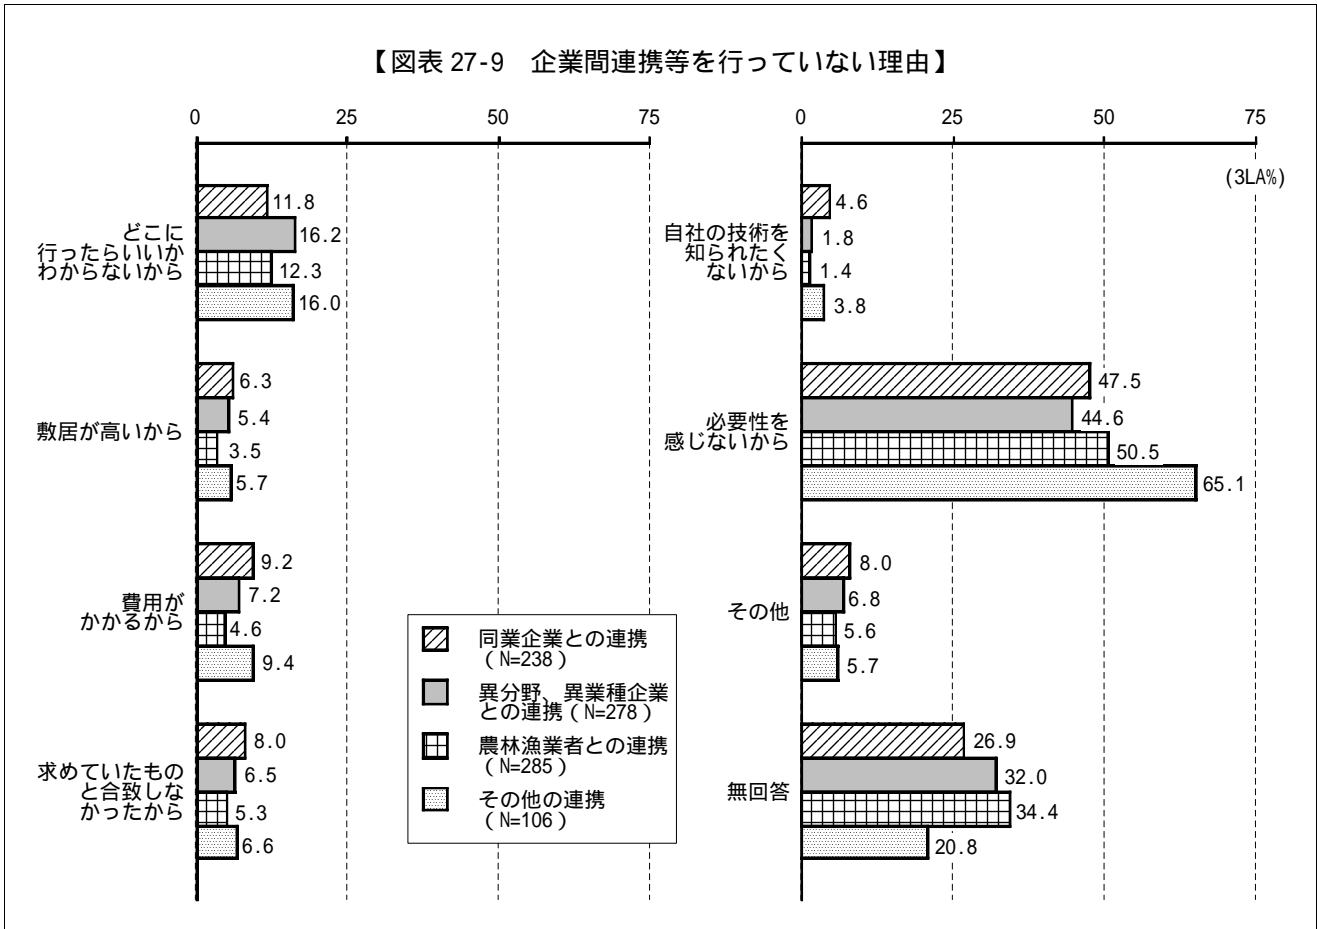 【図表 27-9　企業間連携等を行っていない理由】
0 25 50 75
どこに
行ったらいいか
わからないから
11.8
16.2
12.3
16.0
敷居が高いから
6.3
5.4
3.5
5.7
費用が
かかるから
9.2
7.2
4.6
9.4
求めていたもの
と合致しな
かったから
8.0
6.5
5.3
6.6
0 25 50 75
(3LA%)
自社の技術を
知られたく
ないから
4.6
1.8
1.4
3.8
必要性を
感じないから
47.5
44.6
50.5
65.1
その他
8.0
6.8
5.6
5.7
無回答
26.9
32.0
34.4
20.8
同業企業との連携
（N=238）
異分野、異業種企業
との連携（N=278）
農林漁業者との連携
（N=285）
その他の連携
（N=106）